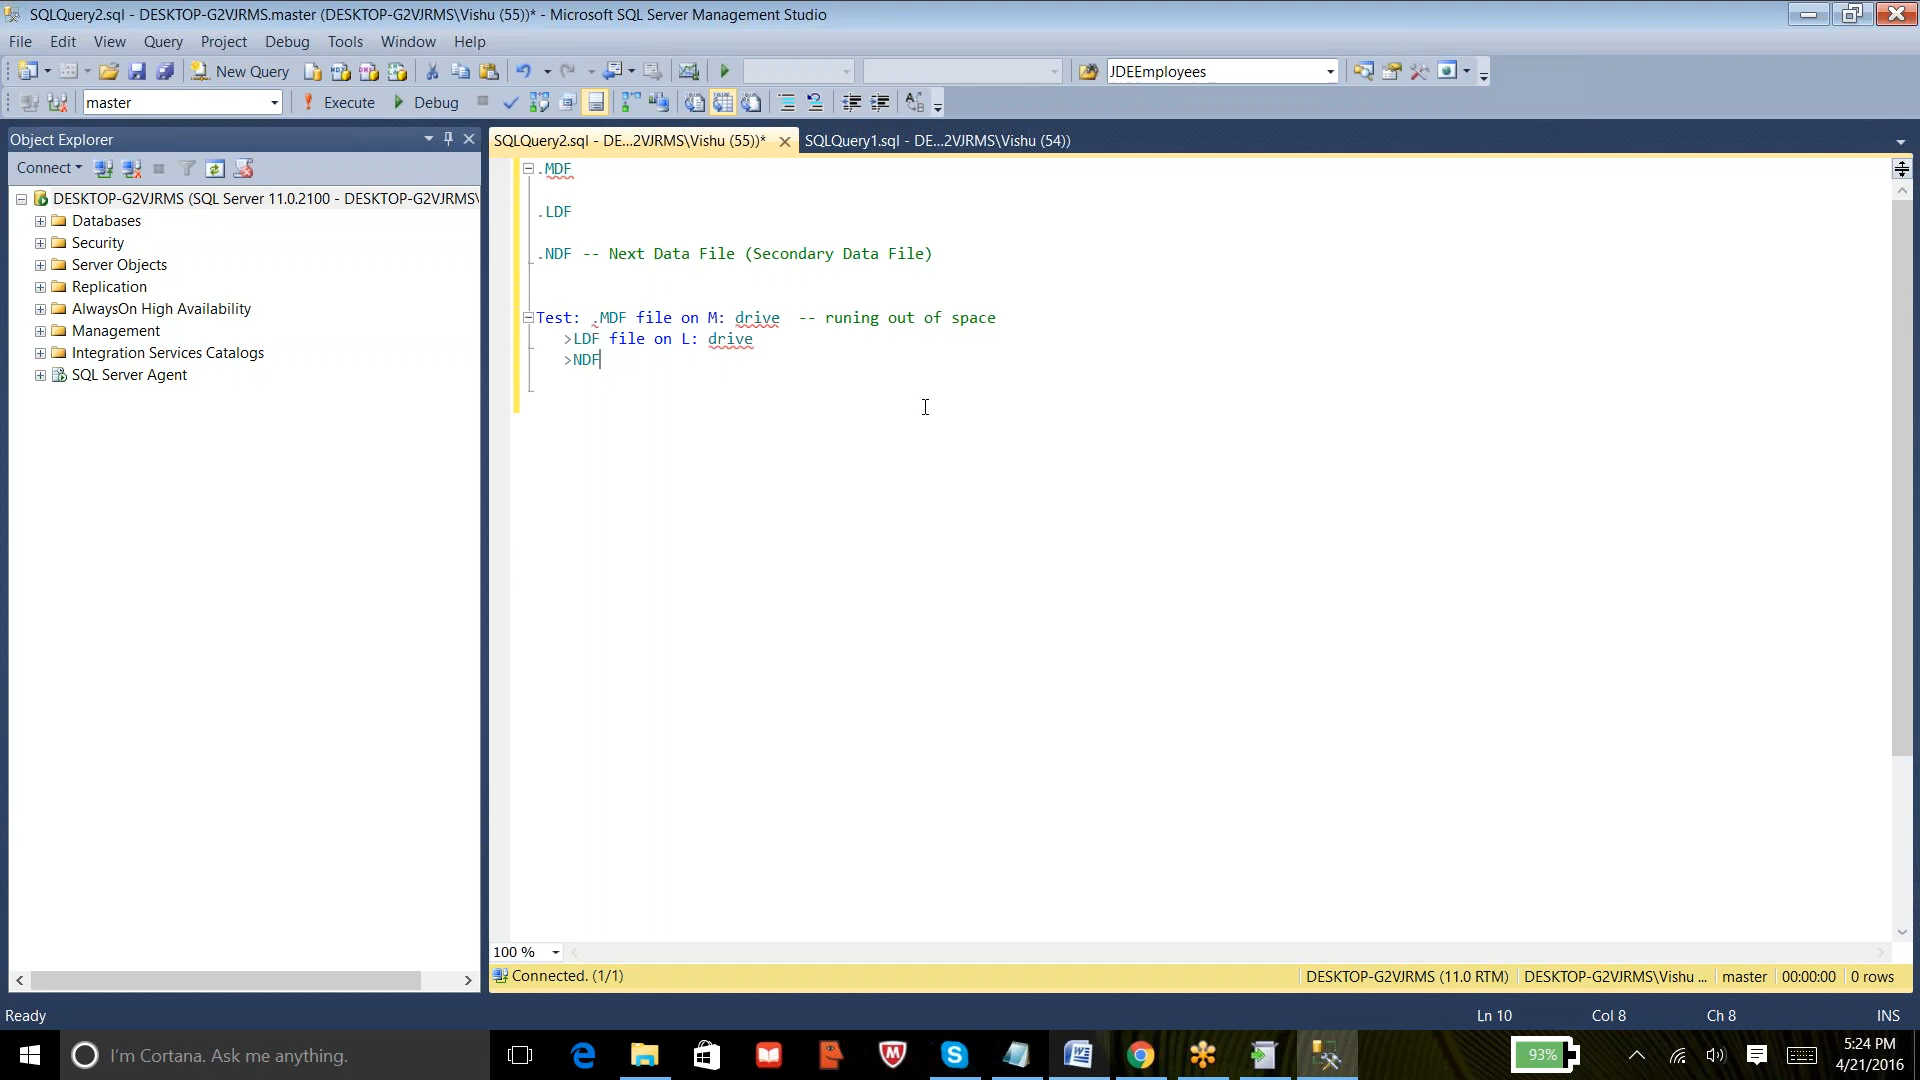 SQLQuery2.sql - DESKTOP-G2VJRMS.master (DESKTOP-G2VJRMS\Vishu (55))* - Microsoft SQL Server Management Studio
File Edit View Query Project Debug Tools Window Help
New Query JDEEmployees
master Execute Debug
Object Explorer
Connect
DESKTOP-G2VJRMS (SQL Server 11.0.2100 - DESKTOP-G2VJRMS\
Databases
Security
Server Objects
Replication
AlwaysOn High Availability
Management
Integration Services Catalogs
SQL Server Agent
SQLQuery2.sql - DE...2VJRMS\Vishu (55))* SQLQuery1.sql - DE...2VJRMS\Vishu (54))
.MDF
.LDF
.NDF -- Next Data File (Secondary Data File)
Test: .MDF file on M: drive -- runing out of space
>LDF file on L: drive
>NDF
100 %
Connected. (1/1) DESKTOP-G2VJRMS (11.0 RTM) DESKTOP-G2VJRMS\Vishu ... master 00:00:00 0 rows
Ready Ln 10 Col 8 Ch 8 INS
I'm Cortana. Ask me anything. 93% 5:24 PM
4/21/2016